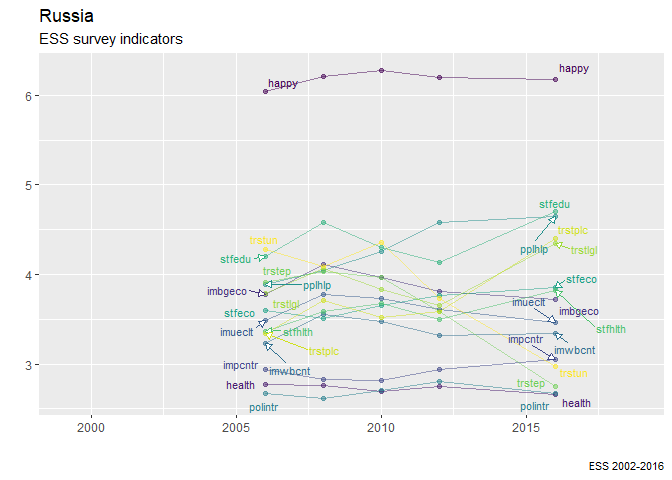 Russia
ESS survey indicators
happy
happy
6
5
stfedu
trstun
trstplc
pplhlp
trstlgl
stfedu
trstep
stfeco
4
pplhlp
imbgeco
imueclt
trstlgl
imbgeco
stfeco
imueclt
stfhlth
stfhlth
impcntr
trstplc
imwbcnt
3
impcntr
imwbcnt
trstun
health
trstep
health
polintr
polintr
2000
2005
2010
2015
ESS 2002-2016